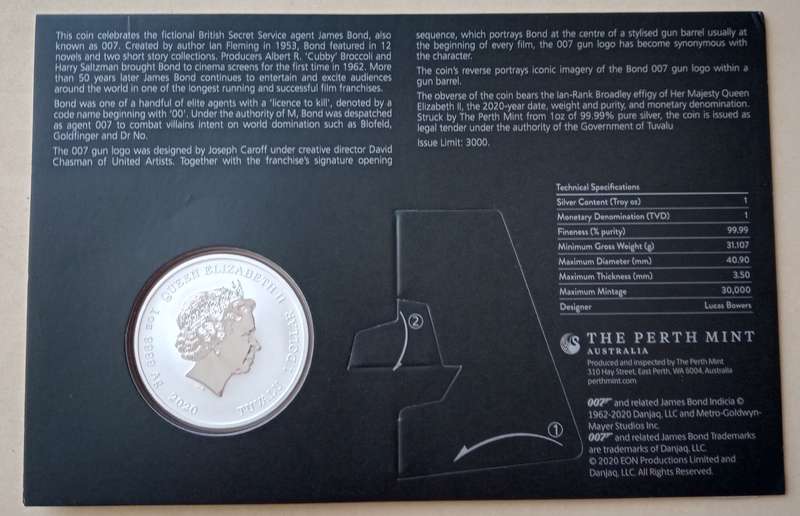 This coin celebrates the fictional British Secret Service agent James Bond, also
known as 007. Created by author Ian Fleming in 1953, Bond featured in 12
novels and two short story collections. Producers Albert R. 'Cubby' Broccoli and
Harry Saltzman brought Bond to cinema screens for the first time in 1962. More
than 50 years later James Bond continues to entertain and excite audiences
around the world in one of the longest running and successful film franchises.
Bond was one of a handful of elite agents with a 'licence to kill', denoted by a
code name beginning with '00'. Under the authority of M, Bond was despatched
as agent 007 to combat villains intent on world domination such as Blofeld,
Goldfinger and Dr No.
The 007 gun logo was designed by Joseph Caroff under creative director David
Chasman of United Artists. Together with the franchise's signature opening
sequence, which portrays Bond at the centre of a stylised gun barrel usually at
the beginning of every film, the 007 gun logo has become synonymous with
the character.
The coin's reverse portrays iconic imagery of the Bond 007 gun logo within a
gun barrel.
The obverse of the coin bears the Ian-Rank Broadley effigy of Her Majesty Queen
Elizabeth II, the 2020-year date, weight and purity, and monetary denomination.
Struck by The Perth Mint from 1oz of 99.99% pure silver, the coin is issued as
legal tender under the authority of the Government of Tuvalu
Issue Limit: 3000.
Technical Specifications
Silver Content (Troy oz) 1
Monetary Denomination (TVD) 1
Fineness (% purity) 99.99
Minimum Gross Weight (g) 31.107
Maximum Diameter (mm) 40.90
Maximum Thickness (mm) 3.50
Maximum Mintage 30,000
Designer Lucas Bowers
THE PERTH MINT
AUSTRALIA
Produced and inspected by The Perth Mint
310 Hay Street, East Perth, WA 6004, Australia
perthmint.com
007 and related James Bond Indicia ©
1962-2020 Danjaq, LLC and Metro-Goldwyn-
Mayer Studios Inc.
007 and related James Bond Trademarks
are trademarks of Danjaq, LLC.
© 2020 EON Productions Limited and
Danjaq, LLC. All Rights Reserved.
QUEEN ELIZABETH II
TUVALU
2020
1oz 9999 Ag
②
①